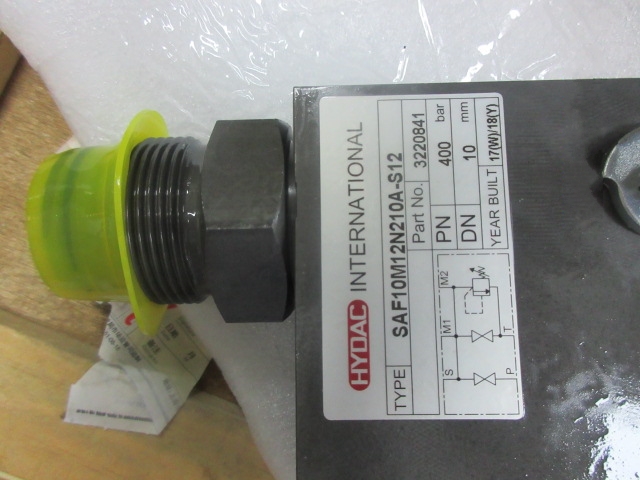 HYDAC INTERNATIONAL
TYPE SAF10M12N210A-S12
Part No. 3220841
PN 400 bar
DN 10 mm
YEAR BUILT 17(W)/18(Y)
S M1 M2
P T